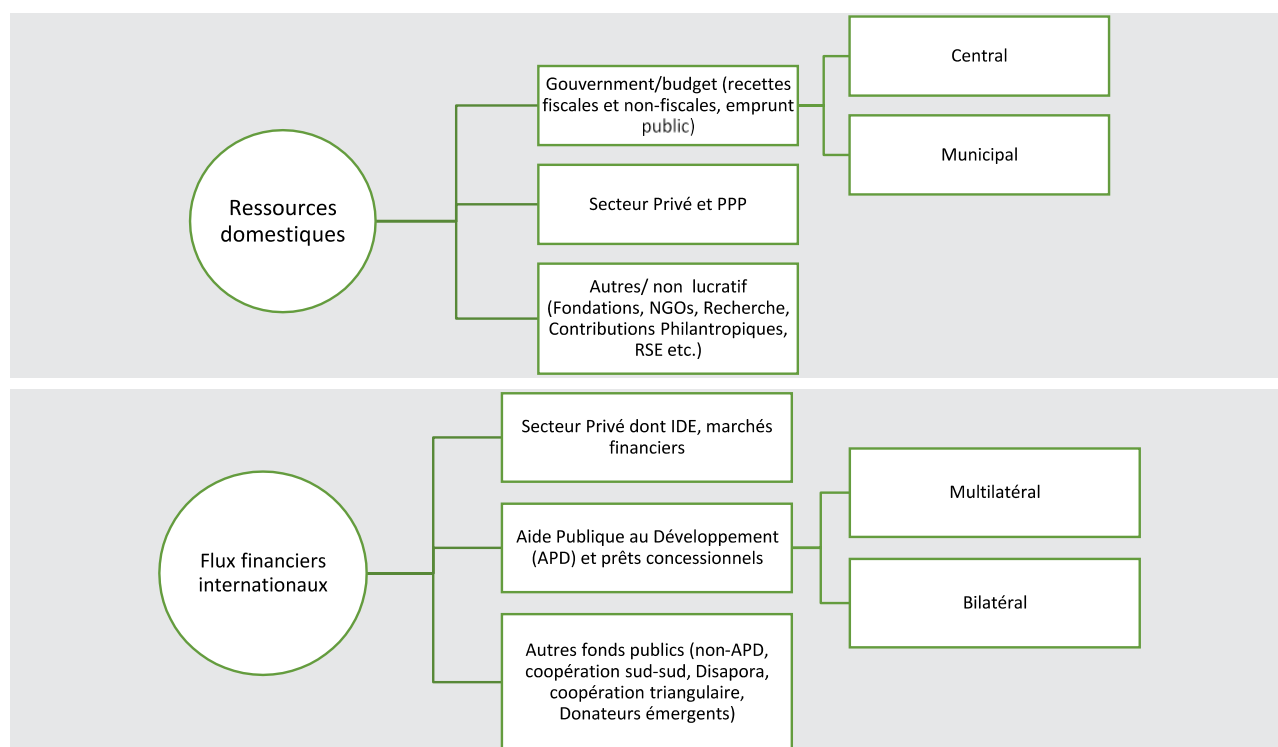 Ressources
domestiques
Gouvernment/budget (recettes
fiscales et non-fiscales, emprunt
public)
Central
Municipal
Secteur Privé et PPP
Autres/ non  lucratif
(Fondations, NGOs, Recherche,
Contributions Philantropiques,
RSE etc.)
Flux financiers
internationaux
Secteur Privé dont IDE, marchés
financiers
Aide Publique au Développement
(APD) et prêts concessionnels
Multilatéral
Bilatéral
Autres fonds publics (non-APD,
coopération sud-sud, Disapora,
coopération triangulaire,
Donateurs émergents)